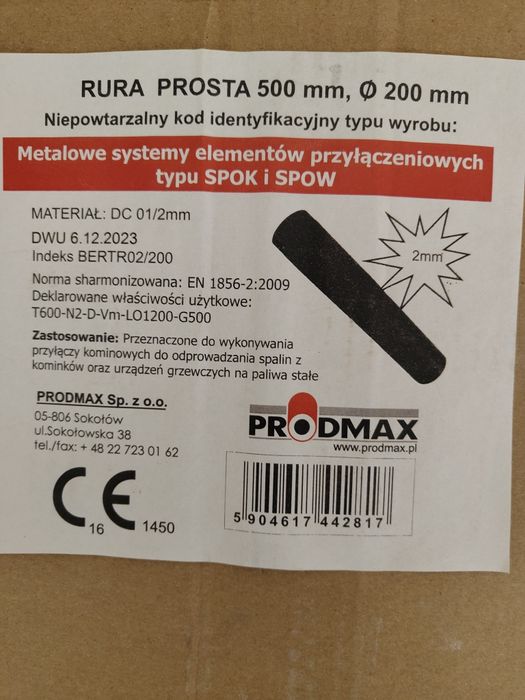 RURA PROSTA 500 mm, Ø 200 mm
Niepowtarzalny kod identyfikacyjny typu wyrobu:
Metalowe systemy elementów przyłączeniowych
typu SPOK i SPOW
MATERIAŁ: DC 01/2mm
DWU 6.12.2023
Indeks BERTR02/200
2mm
Norma sharmonizowana: EN 1856-2:2009
Deklarowane właściwości użytkowe:
T600-N2-D-Vm-LO1200-G500
Zastosowanie: Przeznaczone do wykonywania
przyłączy kominowych do odprowadzania spalin z
kominków oraz urządzeń grzewczych na paliwa stałe
PRODMAX Sp. z o.o.
05-806 Sokołów
ul.Sokołowska 38
tel./fax: + 48 22 723 01 62
PRODMAX
www.prodmax.pl
CE
16
1450
5 904617 442817